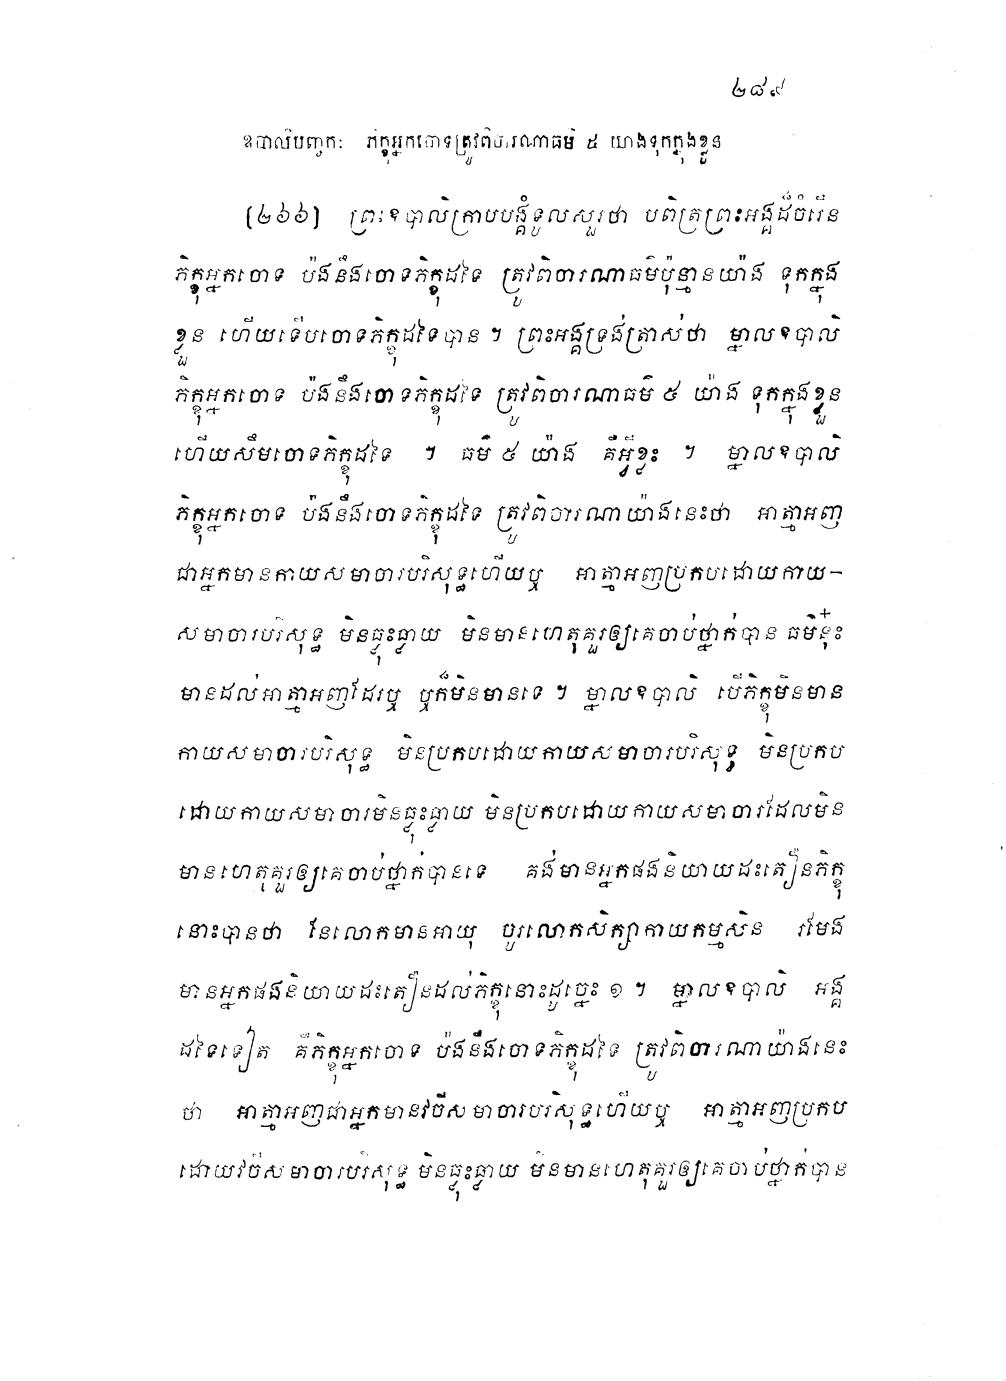 ២៨៩
ឧបាលិបញ្ចកៈ ភិក្ខុអ្នកចោទត្រូវពិចារណាធម៌ ៥ យ៉ាងទុកក្នុងខ្លួន
[២៦៦] ព្រះឧបាលិក្រាបបង្គំទូលសួរថា បពិត្រព្រះអង្គដ៏ចំរើន
ភិក្ខុអ្នកចោទ ប៉ងនឹងចោទភិក្ខុដទៃ ត្រូវពិចារណាធម៌ប៉ុន្មានយ៉ាង ទុកក្នុង
ខ្លួន ហើយទើបចោទភិក្ខុដទៃបាន ។ ព្រះអង្គទ្រង់ត្រាស់ថា ម្នាលឧបាលិ
ភិក្ខុអ្នកចោទ ប៉ងនឹងចោទភិក្ខុដទៃ ត្រូវពិចារណាធម៌ ៥ យ៉ាង ទុកក្នុងខ្លួន
ហើយសឹមចោទភិក្ខុដទៃ ។ ធម៌ ៥ យ៉ាង គឺអ្វីខ្លះ ។ ម្នាលឧបាលិ
ភិក្ខុអ្នកចោទ ប៉ងនឹងចោទភិក្ខុដទៃ ត្រូវពិចារណាយ៉ាងនេះថា អាត្មាអញ
ជាអ្នកមានកាយសមាចារបរិសុទ្ធហើយឬ អាត្មាអញប្រកបដោយកាយ-
សមាចារបរិសុទ្ធ មិនធ្លុះធ្លាយ មិនមានហេតុគួរឲ្យគេចាប់ថ្នាក់បាន ធម៌នុ៎ះ
មានដល់អាត្មាអញដែរឬ ឬក៏មិនមានទេ ។ ម្នាលឧបាលិ បើភិក្ខុមិនមាន
កាយសមាចារបរិសុទ្ធ មិនប្រកបដោយកាយសមាចារបរិសុទ្ធ មិនប្រកប
ដោយកាយសមាចារមិនធ្លុះធ្លាយ មិនប្រកបដោយកាយសមាចារដែលមិន
មានហេតុគួរឲ្យគេចាប់ថ្នាក់បានទេ គង់មានអ្នកផងនិយាយដះតៀនភិក្ខុ
នោះបានថា នែលោកមានអាយុ ចូរលោកសិក្សាកាយកម្មសិន រមែង
មានអ្នកផងនិយាយដះតៀនដល់ភិក្ខុនោះដូច្នេះ ១ ។ ម្នាលឧបាលិ អង្គ
ដទៃទៀត គឺភិក្ខុអ្នកចោទ ប៉ងនឹងចោទភិក្ខុដទៃ ត្រូវពិចារណាយ៉ាងនេះ
ថា អាត្មាអញជាអ្នកមានវចីសមាចារបរិសុទ្ធហើយឬ អាត្មាអញប្រកប
ដោយវចីសមាចារបរិសុទ្ធ មិនធ្លុះធ្លាយ មិនមានហេតុគួរឲ្យគេចាប់ថ្នាក់បាន